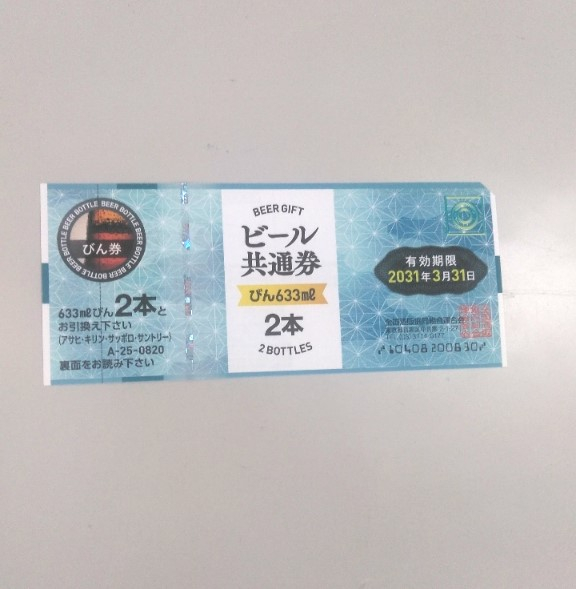 BEER BOTTLE BEER BOTTLE BEER BOTTLE BEER BOTTLE
びん券
633mlびん2本と
お引換え下さい
(アサヒ・キリン・サッポロ・サントリー)
A-25-0820
裏面をお読み下さい
BEER GIFT
ビール
共通券
びん633ml
2本
2 BOTTLES
有効期限
2031年3月31日